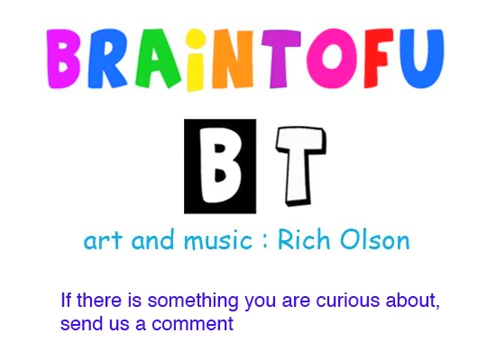 BRAiNTOFU
B T
art and music : Rich Olson
If there is something you are curious about,
send us a comment